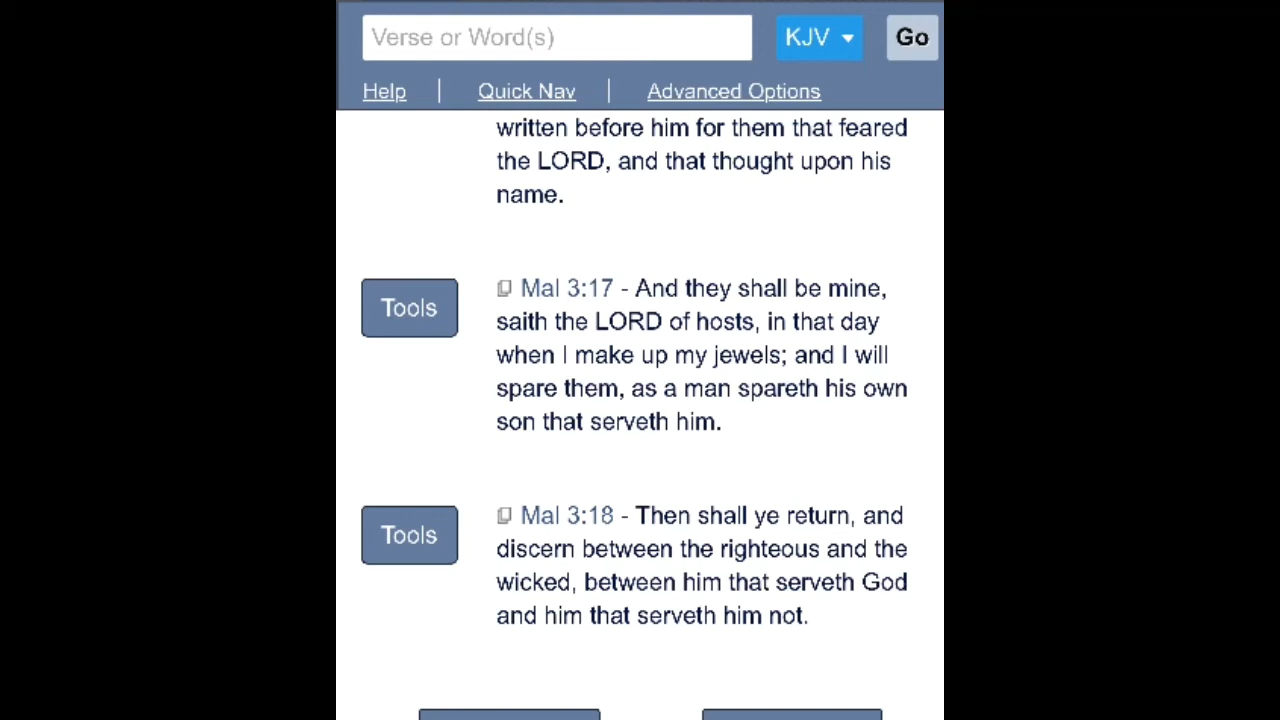 Verse or Word(s) KJV Go
Help | Quick Nav | Advanced Options
written before him for them that feared
the LORD, and that thought upon his
name.
Tools
Mal 3:17 - And they shall be mine,
saith the LORD of hosts, in that day
when I make up my jewels; and I will
spare them, as a man spareth his own
son that serveth him.
Tools
Mal 3:18 - Then shall ye return, and
discern between the righteous and the
wicked, between him that serveth God
and him that serveth him not.